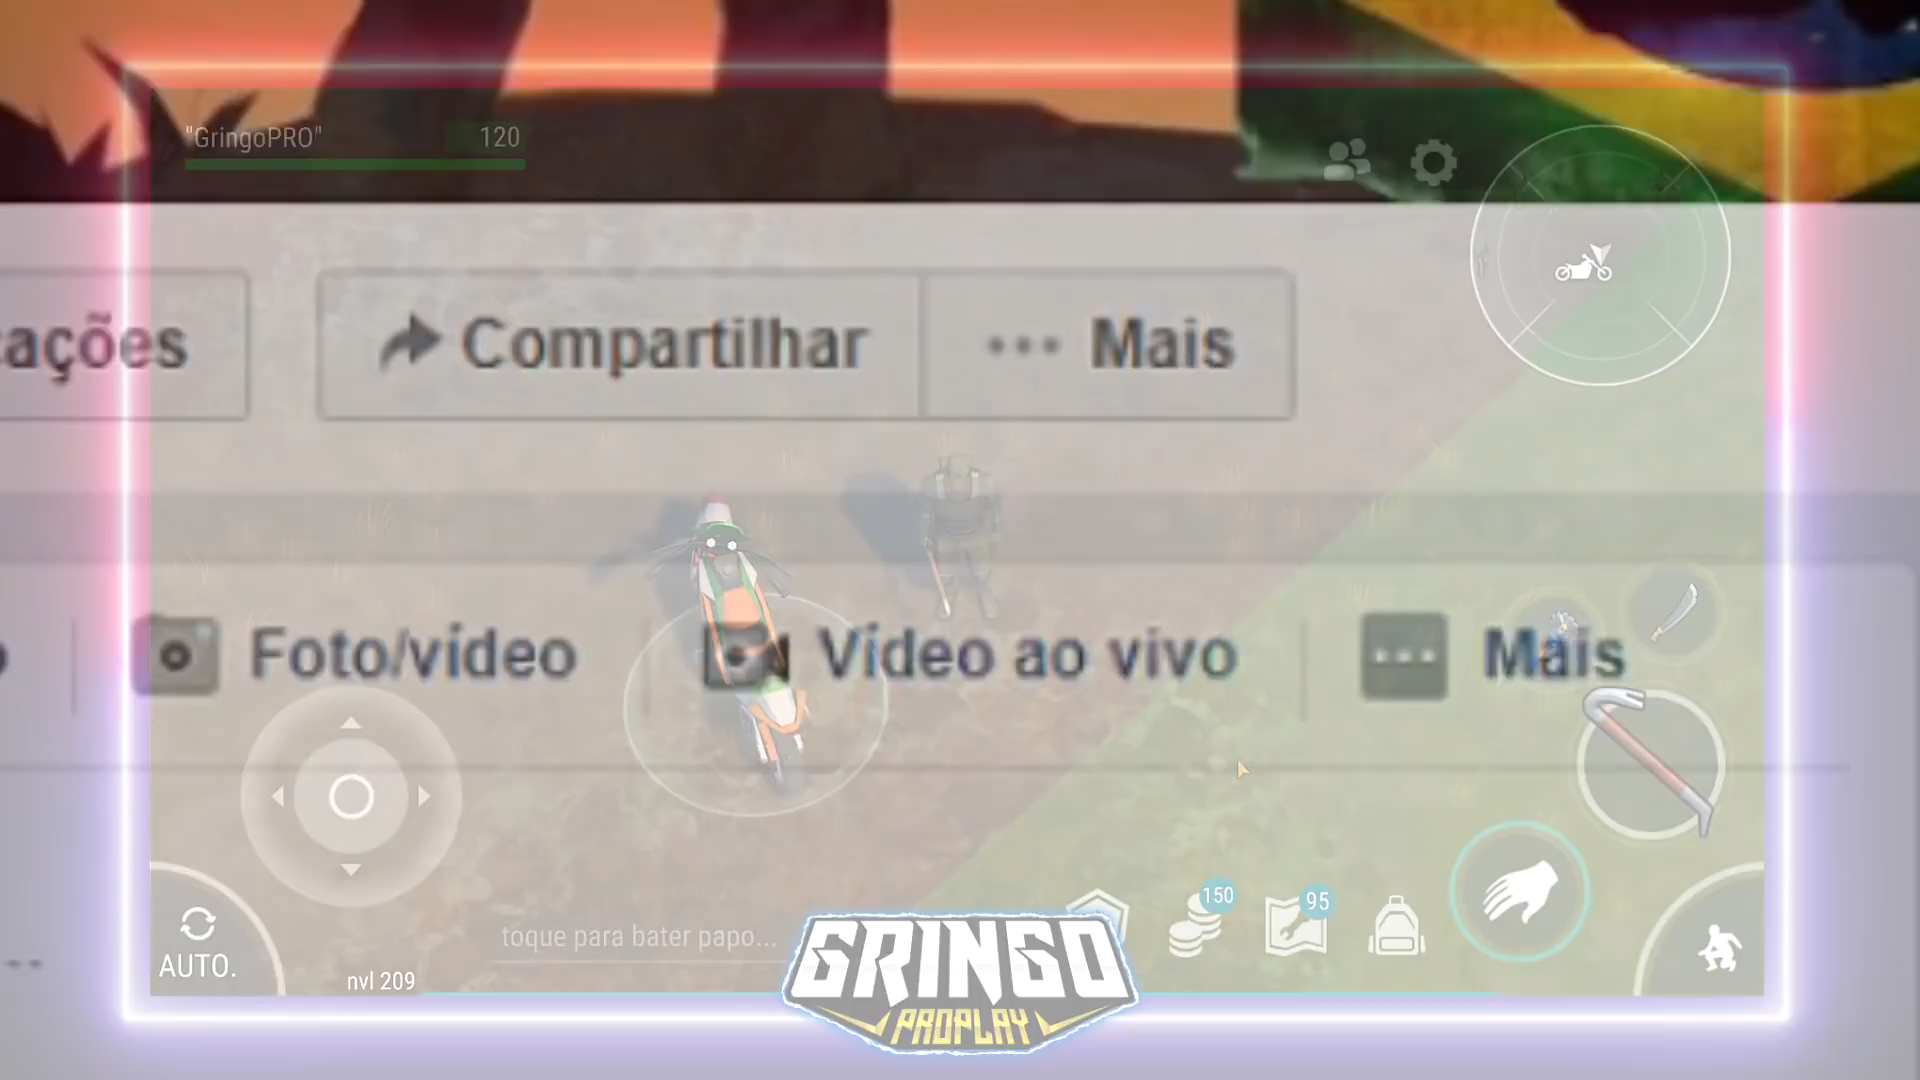 "GringoPRO" 120
ações
Compartilhar
Mais
Foto/vídeo
Vídeo ao vivo
Mais
150
95
AUTO.
toque para bater papo...
nvl 209
GRINGO
PROPLAY